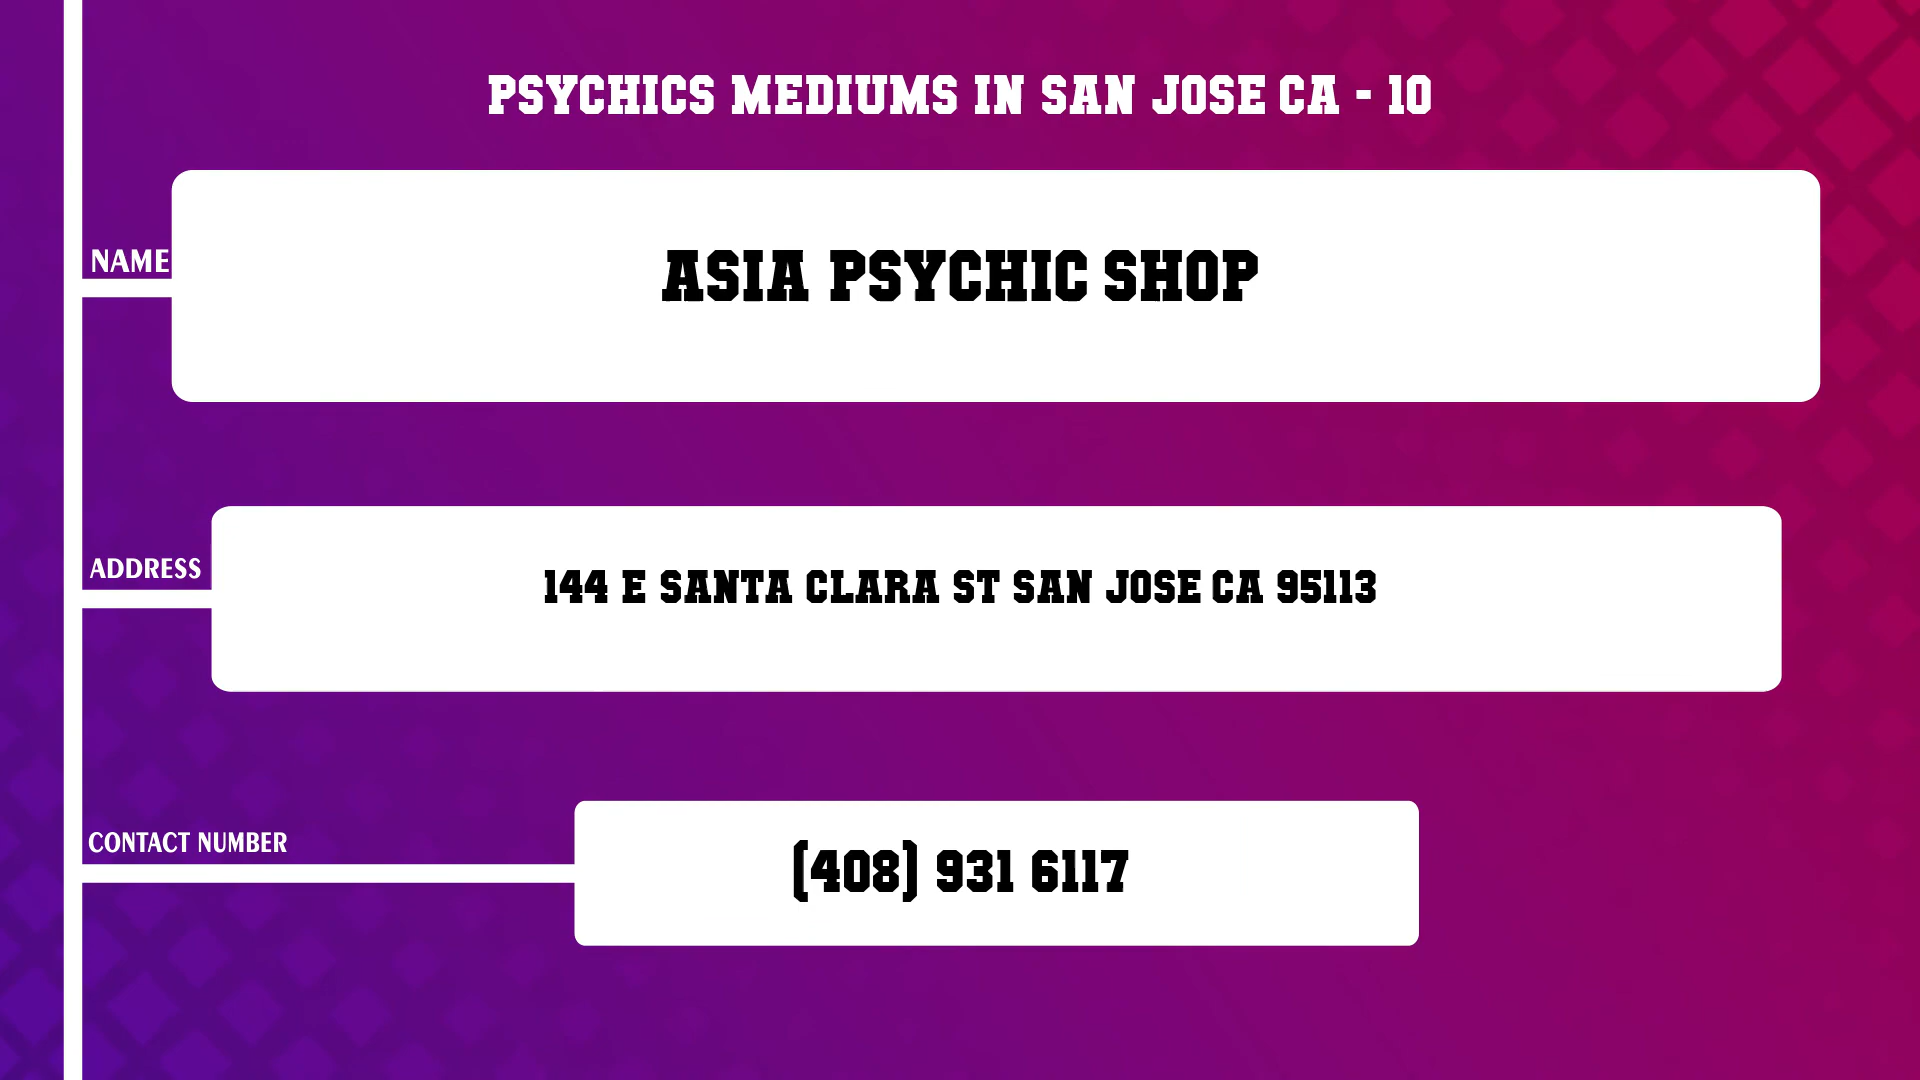 PSYCHICS MEDIUMS IN SAN JOSE CA - 10
NAME
ASIA PSYCHIC SHOP
ADDRESS
144 E SANTA CLARA ST SAN JOSE CA 95113
CONTACT NUMBER
(408) 931 6117